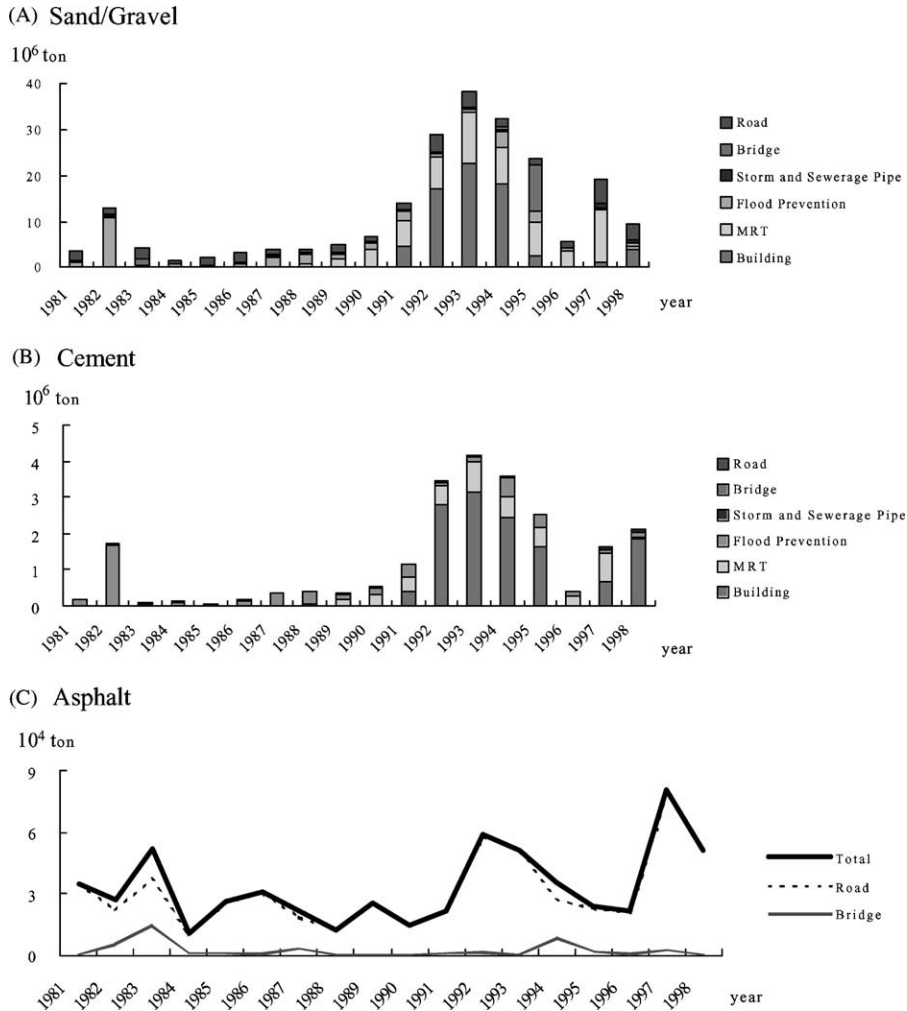 (A) Sand/Gravel
10⁶ ton
40
30
20
10
0
1981 1982 1983 1984 1985 1986 1987 1988 1989 1990 1991 1992 1993 1994 1995 1996 1997 1998 year
Road
Bridge
Storm and Sewerage Pipe
Flood Prevention
MRT
Building
(B) Cement
10⁶ ton
5
4
3
2
1
0
1981 1982 1983 1984 1985 1986 1987 1988 1989 1990 1991 1992 1993 1994 1995 1996 1997 1998 year
Road
Bridge
Storm and Sewerage Pipe
Flood Prevention
MRT
Building
(C) Asphalt
10⁴ ton
9
6
3
0
1981 1982 1983 1984 1985 1986 1987 1988 1989 1990 1991 1992 1993 1994 1995 1996 1997 1998 year
Total
Road
Bridge